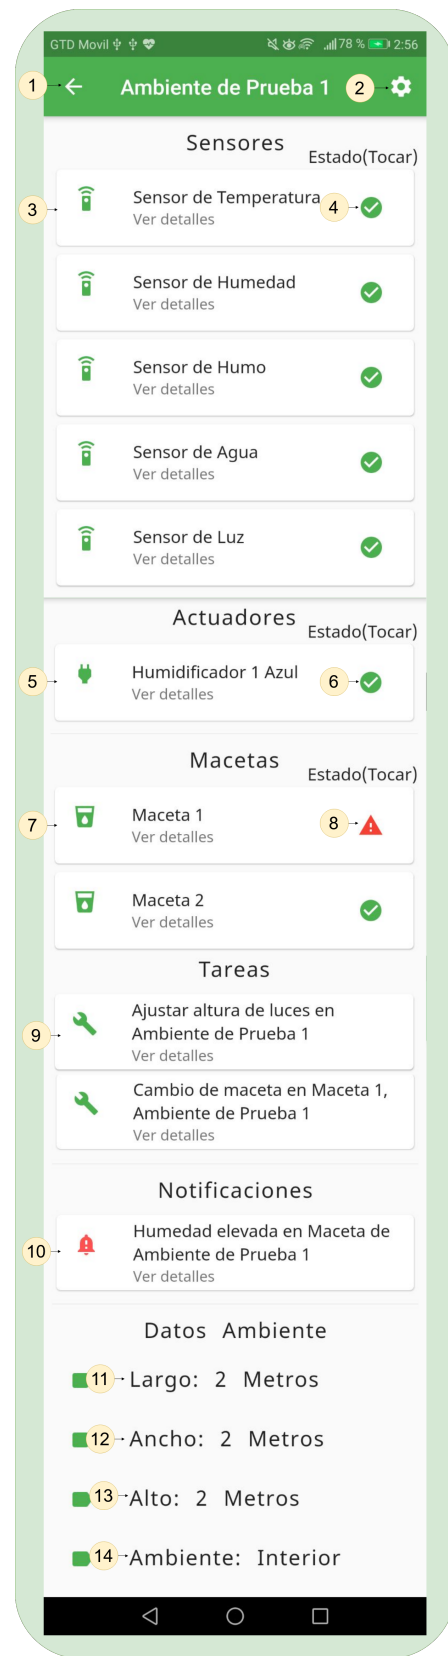 GTD Movil 78 % 2:56
1 Ambiente de Prueba 1 2
Sensores
Estado(Tocar)
3 Sensor de Temperatura 4
Ver detalles
Sensor de Humedad
Ver detalles
Sensor de Humo
Ver detalles
Sensor de Agua
Ver detalles
Sensor de Luz
Ver detalles
Actuadores
Estado(Tocar)
5 Humidificador 1 Azul 6
Ver detalles
Macetas
Estado(Tocar)
7 Maceta 1 8
Ver detalles
Maceta 2
Ver detalles
Tareas
Ajustar altura de luces en
9 Ambiente de Prueba 1
Ver detalles
Cambio de maceta en Maceta 1,
Ambiente de Prueba 1
Ver detalles
Notificaciones
Humedad elevada en Maceta de
10 Ambiente de Prueba 1
Ver detalles
Datos Ambiente
11 Largo: 2 Metros
12 Ancho: 2 Metros
13 Alto: 2 Metros
14 Ambiente: Interior